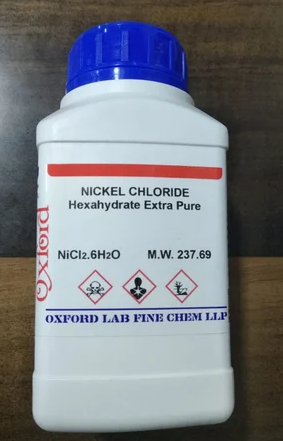 Oxford
NICKEL CHLORIDE
Hexahydrate Extra Pure
NiCl₂.6H₂O M.W. 237.69
OXFORD LAB FINE CHEM LLP